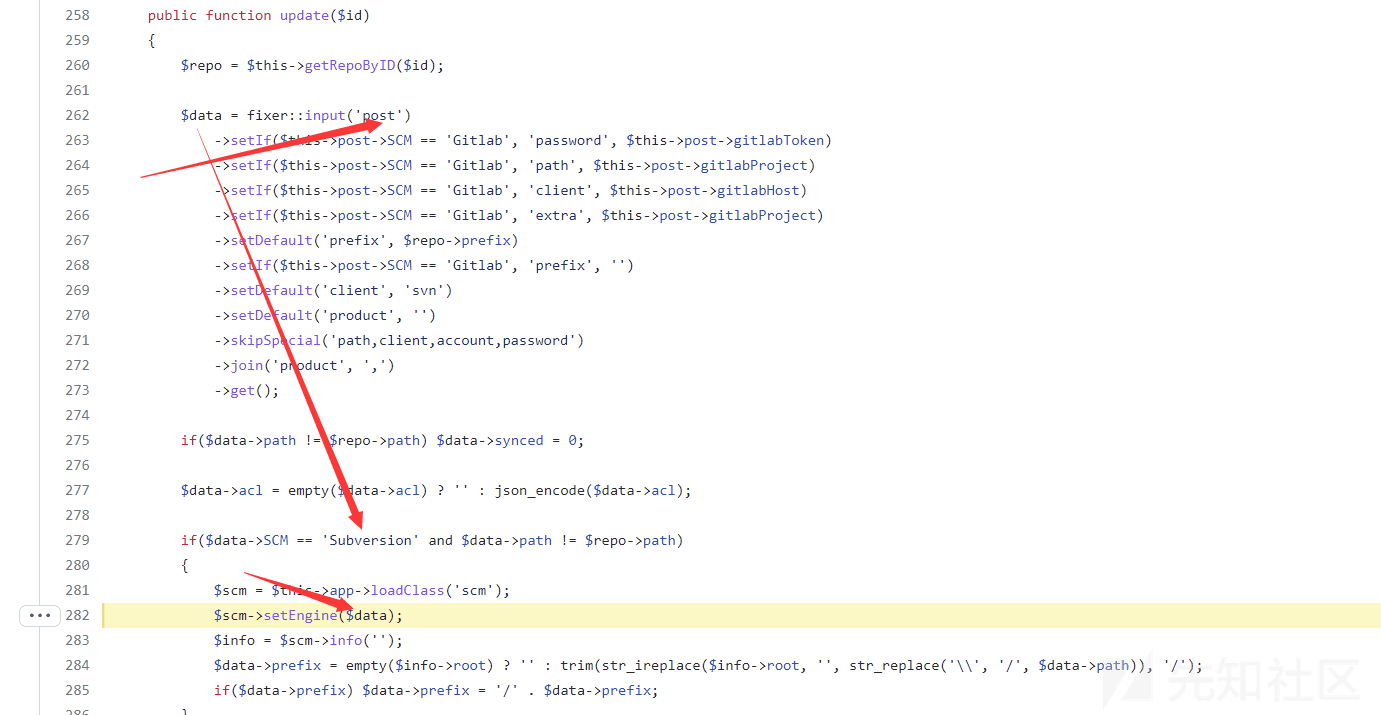 258 public function update($id)
259 {
260 $repo = $this->getRepoByID($id);
261
262 $data = fixer::input('post')
263 ->setIf($this->post->SCM == 'Gitlab', 'password', $this->post->gitlabToken)
264 ->setIf($this->post->SCM == 'Gitlab', 'path', $this->post->gitlabProject)
265 ->setIf($this->post->SCM == 'Gitlab', 'client', $this->post->gitlabHost)
266 ->setIf($this->post->SCM == 'Gitlab', 'extra', $this->post->gitlabProject)
267 ->setDefault('prefix', $repo->prefix)
268 ->setIf($this->post->SCM == 'Gitlab', 'prefix', '')
269 ->setDefault('client', 'svn')
270 ->setDefault('product', '')
271 ->skipSpecial('path,client,account,password')
272 ->join('product', ',')
273 ->get();
274
275 if($data->path != $repo->path) $data->synced = 0;
276
277 $data->acl = empty($data->acl) ? '' : json_encode($data->acl);
278
279 if($data->SCM == 'Subversion' and $data->path != $repo->path)
280 {
281 $scm = $this->app->loadClass('scm');
282 $scm->setEngine($data);
283 $info = $scm->info('');
284 $data->prefix = empty($info->root) ? '' : trim(str_ireplace($info->root, '', str_replace('\\', '/', $data->path)), '/');
285 if($data->prefix) $data->prefix = '/' . $data->prefix;
286 }
先知社区